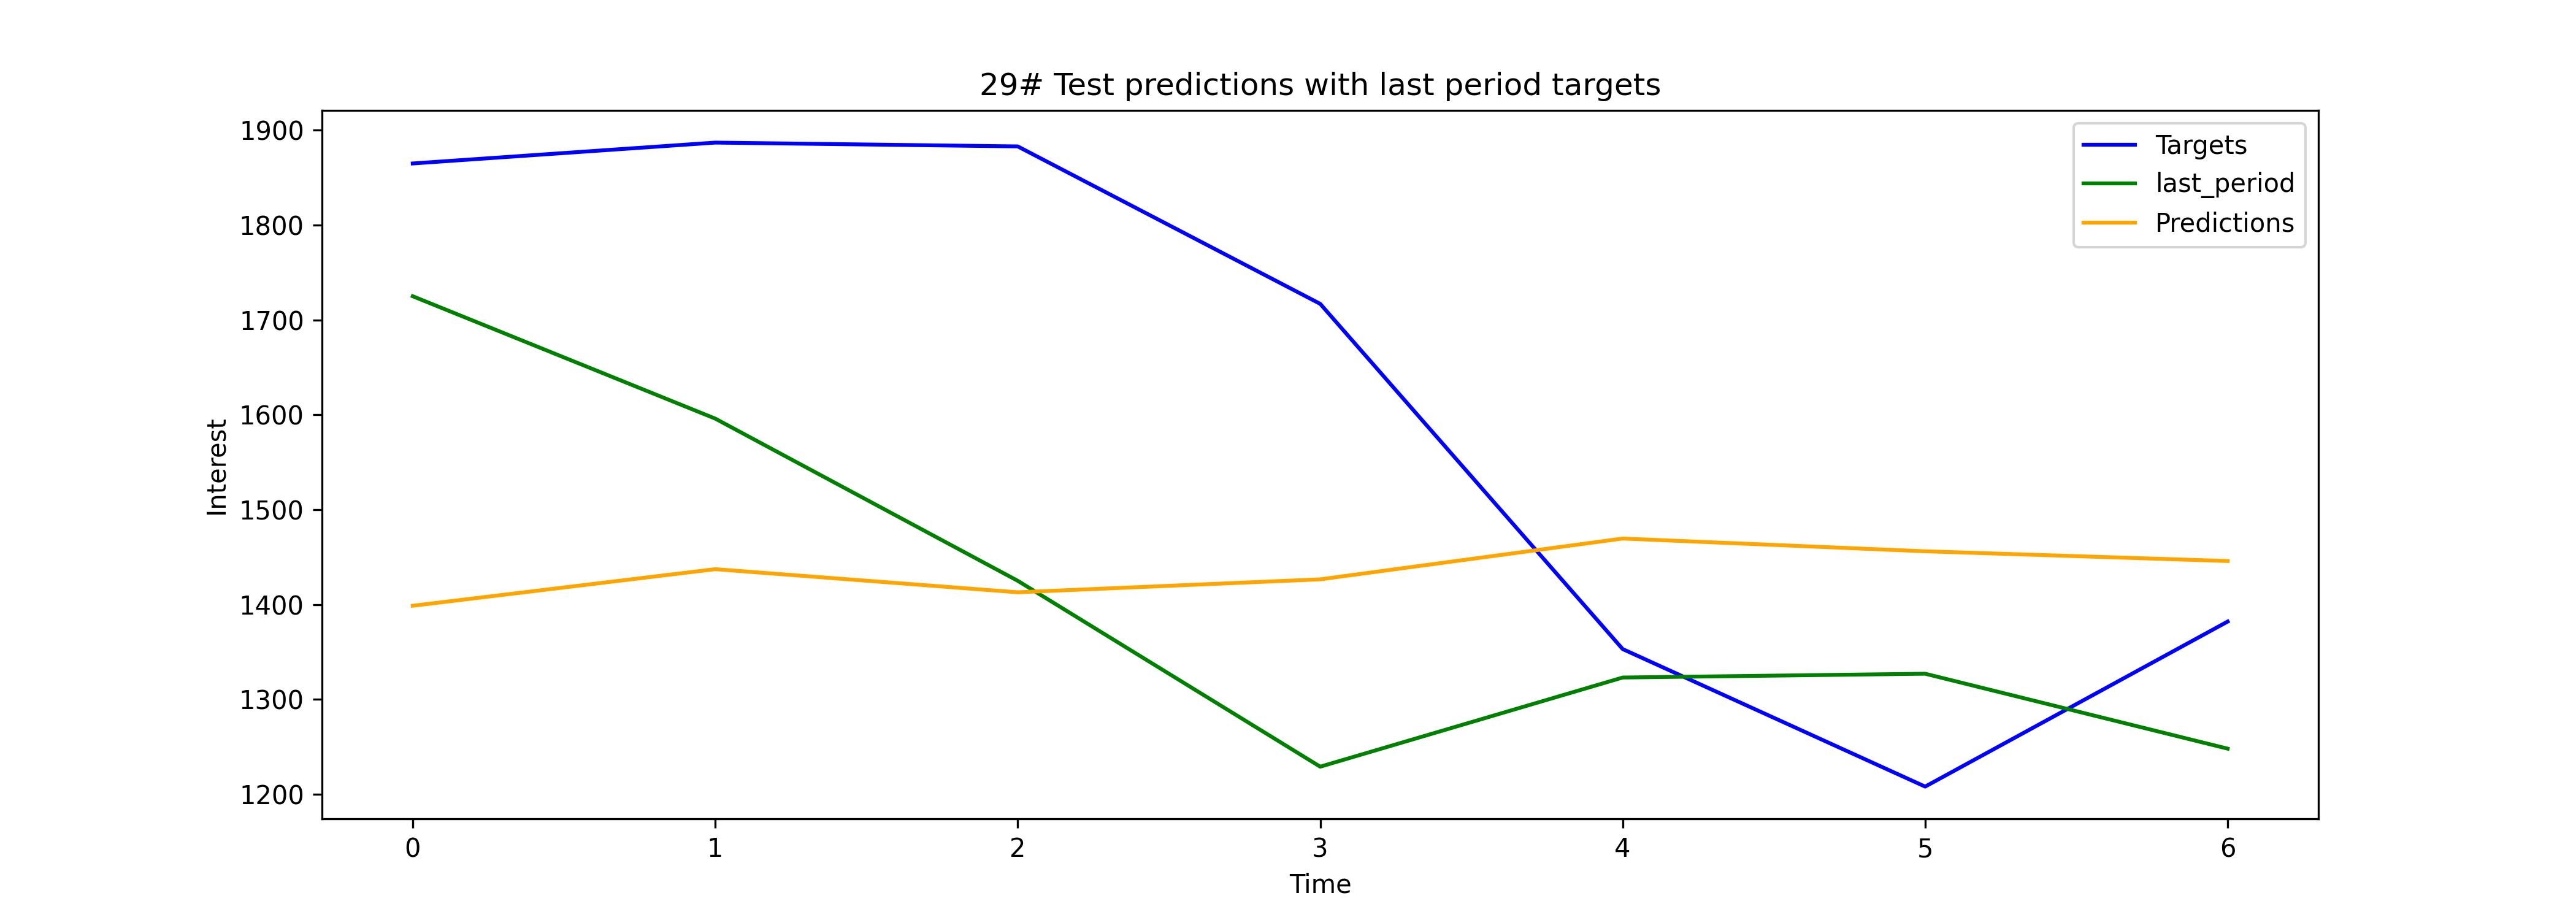 29# Test predictions with last period targets
1900
1800
1700
1600
1500
1400
1300
1200
Interest
Targets
last_period
Predictions
0 1 2 3 4 5 6
Time